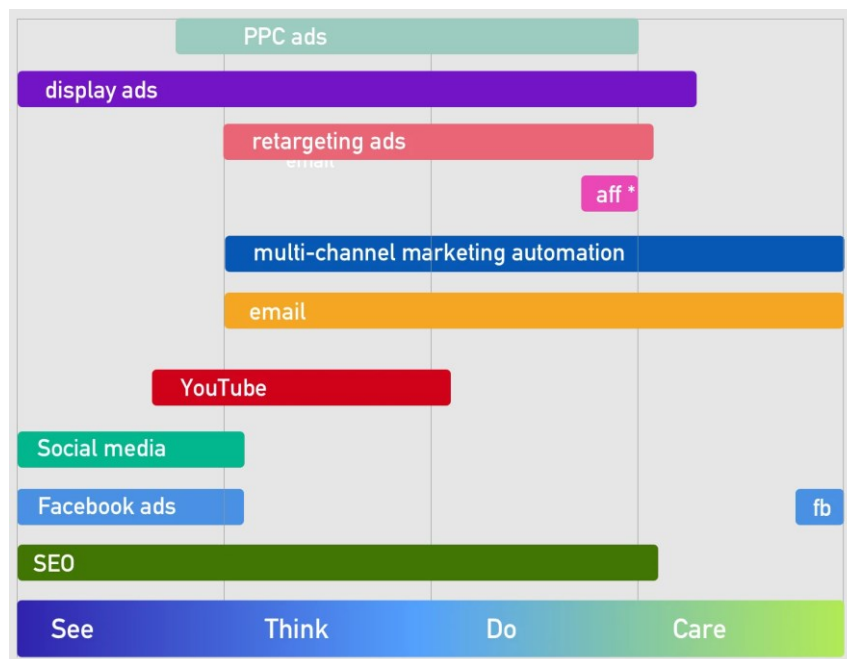 PPC ads
display ads
retargeting ads
email
aff *
multi-channel marketing automation
email
YouTube
Social media
Facebook ads
fb
SEO
See Think Do Care